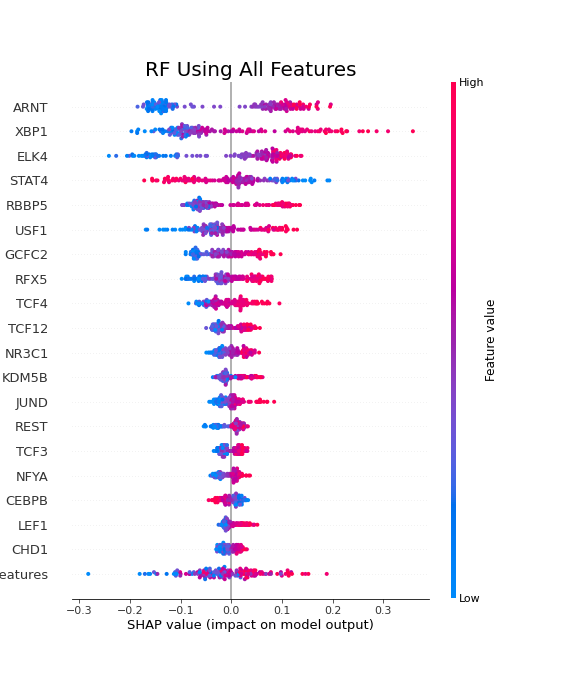 RF Using All Features
High
ARNT
XBP1
ELK4
STAT4
RBBP5
USF1
GCFC2
RFX5
TCF4
TCF12
NR3C1
KDM5B
JUND
REST
TCF3
NFYA
CEBPB
LEF1
CHD1
eatures
Feature value
Low
−0.3 −0.2 −0.1 0.0 0.1 0.2 0.3
SHAP value (impact on model output)